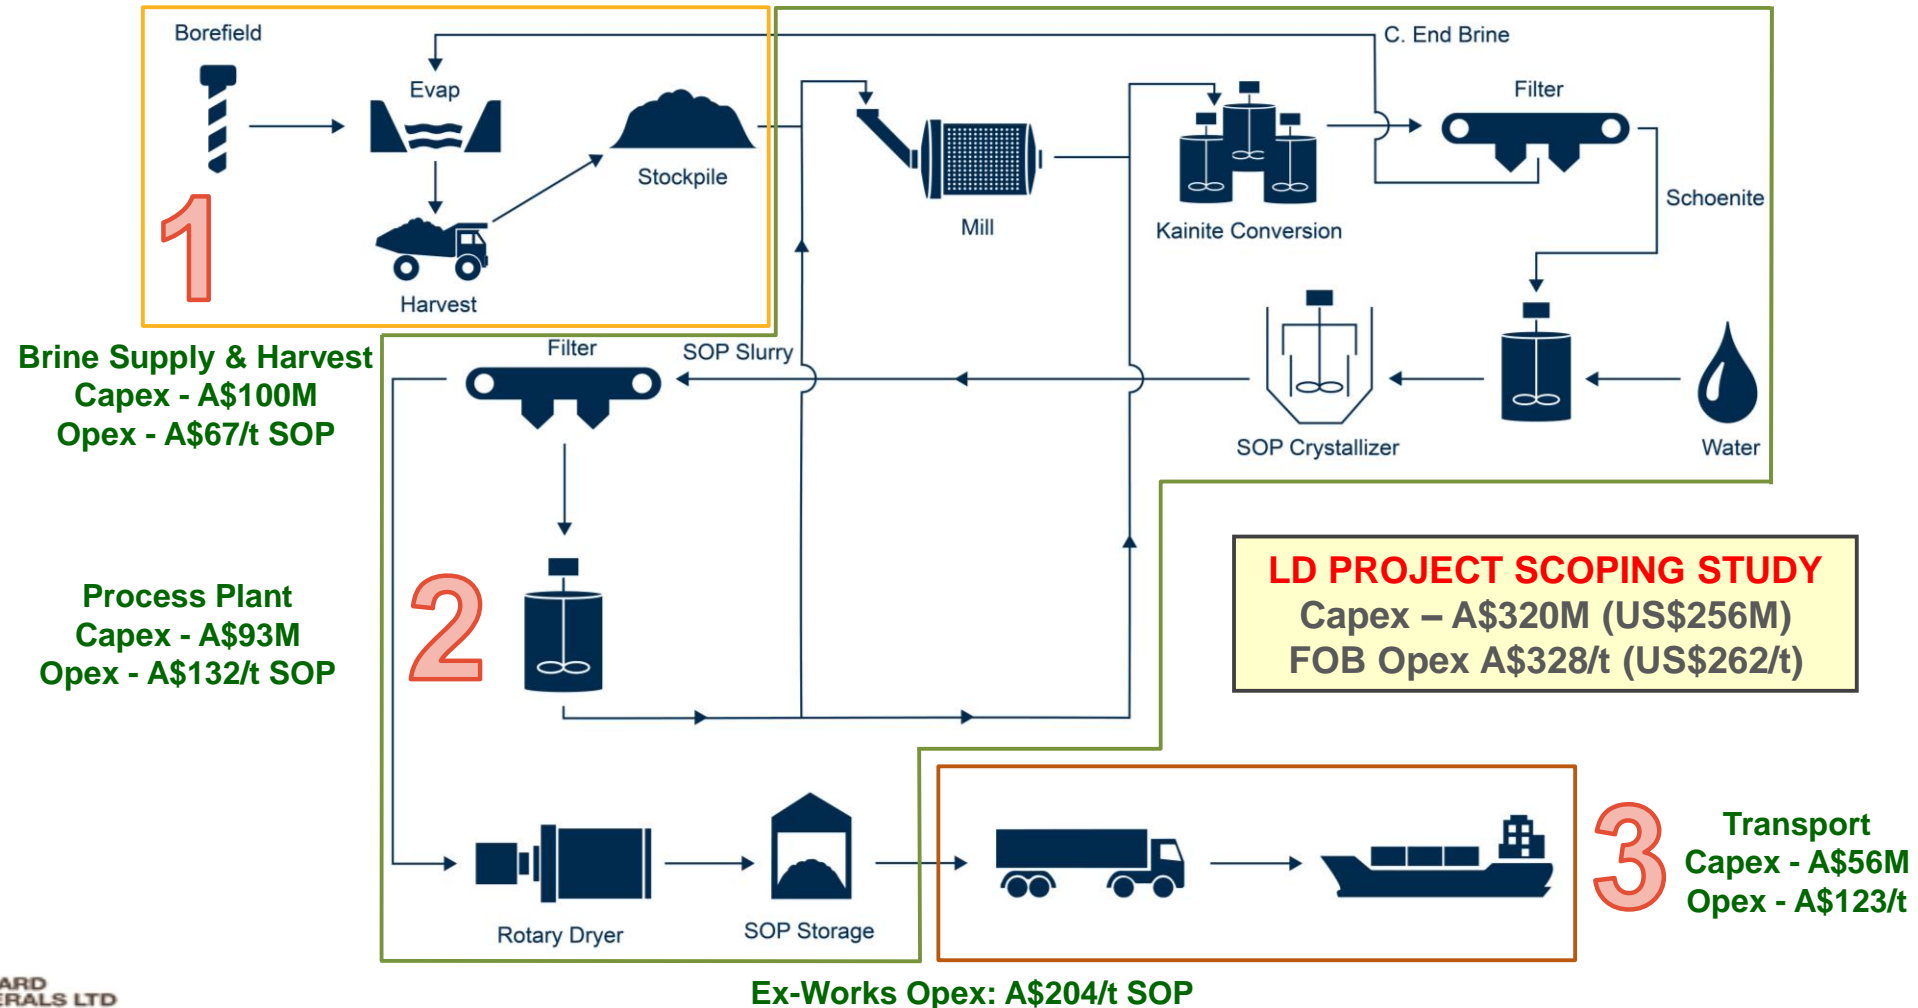 Borefield
Evap
Stockpile
Harvest
1
C. End Brine
Filter
Mill
Kainite Conversion
Schoenite
Brine Supply & Harvest
Capex - A$100M
Opex - A$67/t SOP
Filter
SOP Slurry
SOP Crystallizer
Water
Process Plant
Capex - A$93M
Opex - A$132/t SOP
2
LD PROJECT SCOPING STUDY
Capex – A$320M (US$256M)
FOB Opex A$328/t (US$262/t)
Rotary Dryer
SOP Storage
3
Transport
Capex - A$56M
Opex - A$123/t
Ex-Works Opex: A$204/t SOP
LTD